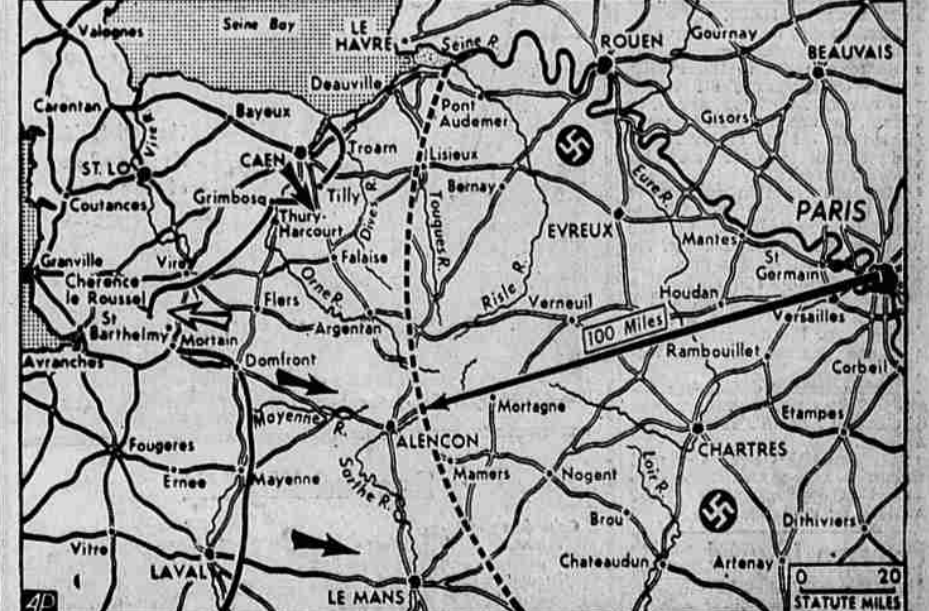 Valognes
Seine Bay
LE
HAVRE
Seine R.
ROUEN
Gournay
BEAUVAIS
Deauville
Carentan
Vire R.
Bayeux
Pont
Audemer
Gisors
CAEN
Troarn
ST. LO
Lisieux
Eure R.
Grimbosq
Tilly
Dives R.
Touques R.
Bernay
PARIS
Coutances
Thury-
Harcourt
EVREUX
Mantes
St
Germain
Granville
Vire
Falaise
Cherence
le Roussel
Orne R.
Risle R.
Verneuil
Houdan
Versailles
St
Barthelmy
Flers
Argentan
100 Miles
Mortain
Rambouillet
Avranches
Domfront
Corbeil
Mayenne R.
Mortagne
Etampes
ALENCON
CHARTRES
Fougeres
Sarthe R.
Mamers
Nogent
Loir R.
Ernee
Mayenne
Brou
Dithiviers
Vitre
Chateaudun
Artenay
LAVAL
LE MANS
0 20
STATUTE MILES
AP